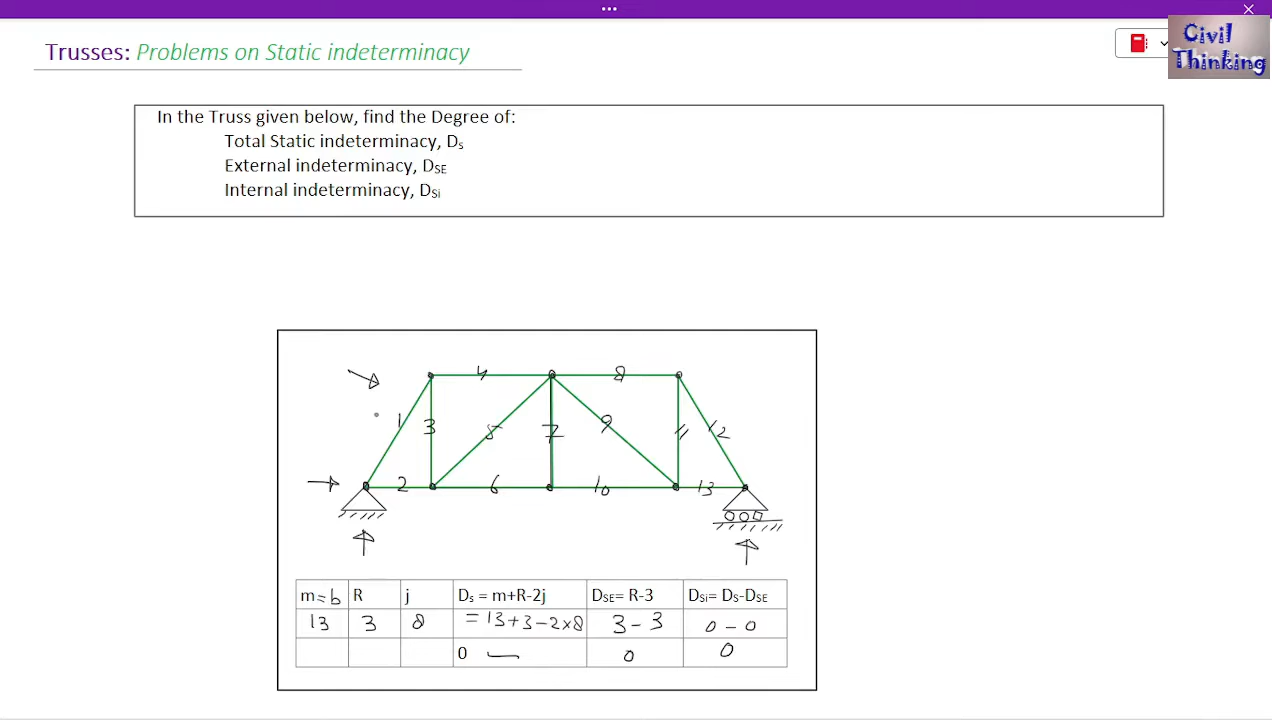 •••
Trusses: Problems on Static indeterminacy
Civil
Thinking
In the Truss given below, find the Degree of:
Total Static indeterminacy, Ds
External indeterminacy, DSE
Internal indeterminacy, DSi
4 8
1 3 5 7 9 11 12
2 6 10 13
m=b R j Ds = m+R-2j DSE= R-3 DSi= DS-DSE
13 3 8 = 13+3-2×8 3-3 0-0
0 0 0